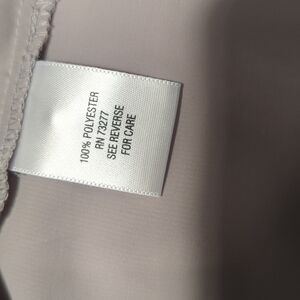 100% POLYESTER
RN 73277
SEE REVERSE
FOR CARE